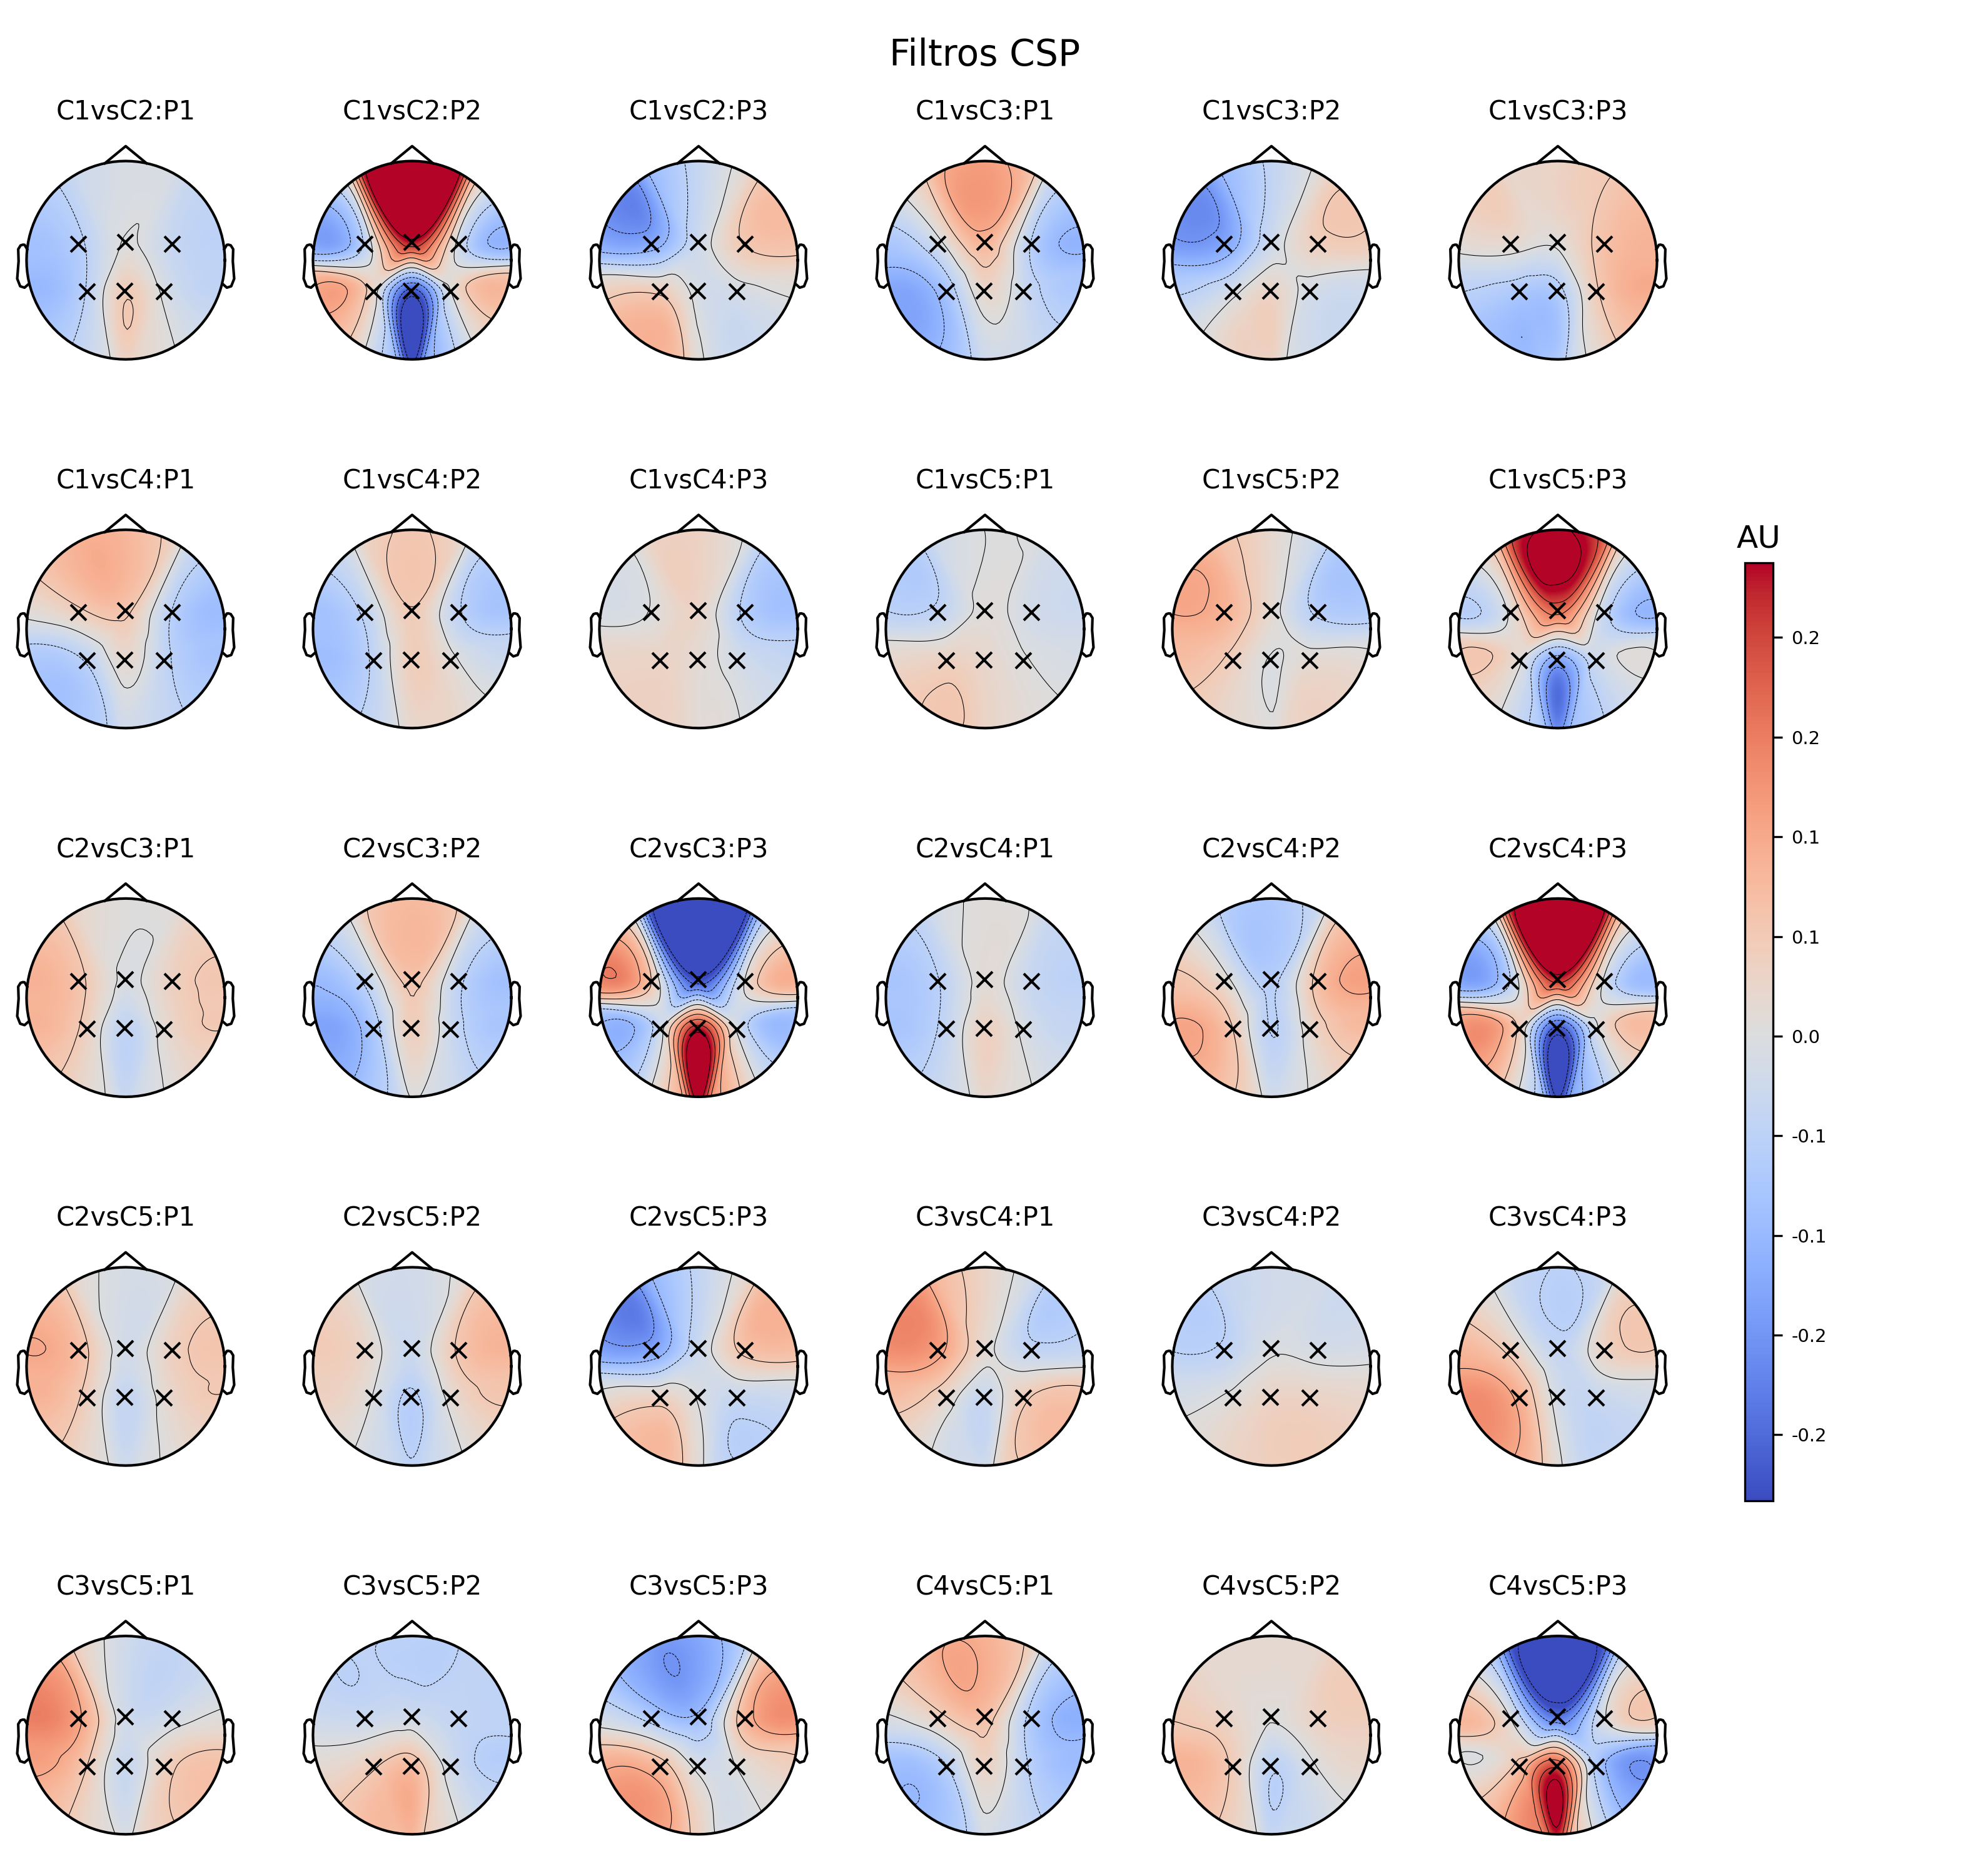 Filtros CSP
C1vsC2:P1 C1vsC2:P2 C1vsC2:P3 C1vsC3:P1 C1vsC3:P2 C1vsC3:P3
C1vsC4:P1 C1vsC4:P2 C1vsC4:P3 C1vsC5:P1 C1vsC5:P2 C1vsC5:P3
AU
0.2
0.2
0.1
C2vsC3:P1 C2vsC3:P2 C2vsC3:P3 C2vsC4:P1 C2vsC4:P2 C2vsC4:P3
0.1
0.0
-0.1
C2vsC5:P1 C2vsC5:P2 C2vsC5:P3 C3vsC4:P1 C3vsC4:P2 C3vsC4:P3
-0.1
-0.2
-0.2
C3vsC5:P1 C3vsC5:P2 C3vsC5:P3 C4vsC5:P1 C4vsC5:P2 C4vsC5:P3